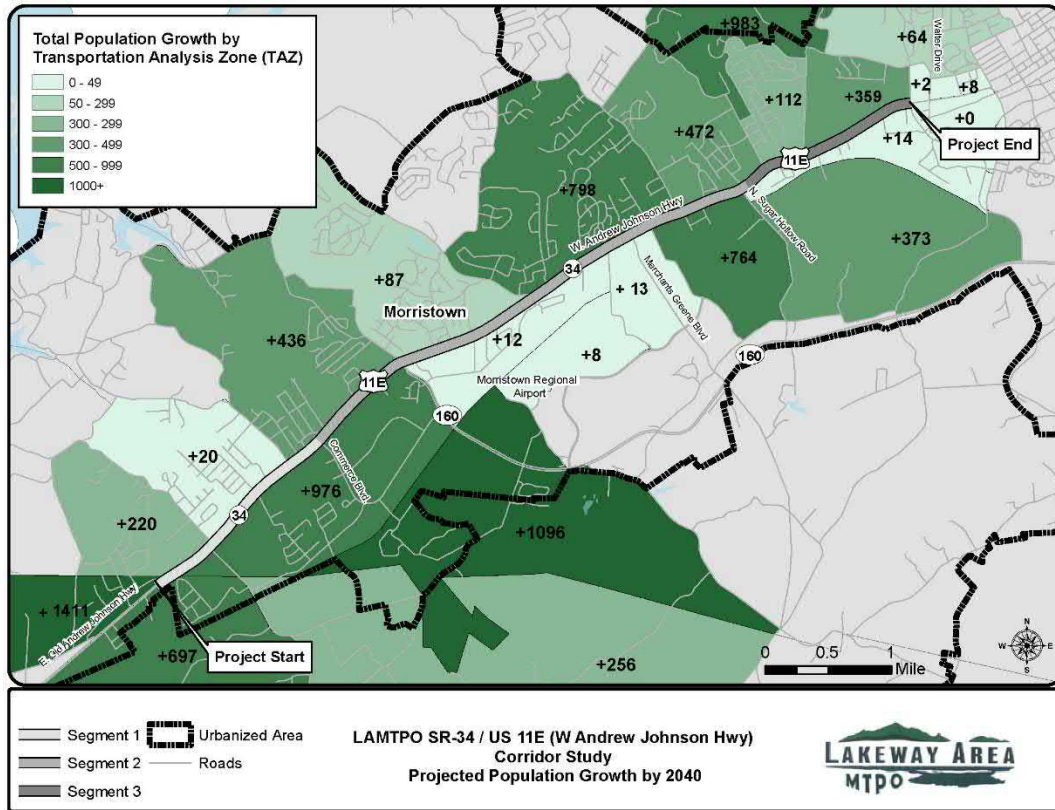 Total Population Growth by
Transportation Analysis Zone (TAZ)
0 - 49
50 - 299
300 - 299
300 - 499
500 - 999
1000+
+983
+64
Walter Drive
+2
+8
+112
+359
+0
+14
Project End
+472
11E
+798
W. Andrew Johnson Hwy
N. Sugar Hollow Road
34
+373
+764
+87
Merchants Greene Blvd
+ 13
Morristown
+12
+436
+8
160
11E
Morristown Regional
Airport
160
+20
Commerce Blvd.
+976
34
+220
+1096
+ 1411
E. Old Andrew Johnson Hwy
+697
Project Start
+256
0 0.5 1
Mile
N
W E
S
Segment 1
Segment 2
Segment 3
Urbanized Area
Roads
LAMTPO SR-34 / US 11E (W Andrew Johnson Hwy)
Corridor Study
Projected Population Growth by 2040
LAKEWAY AREA
MTPO